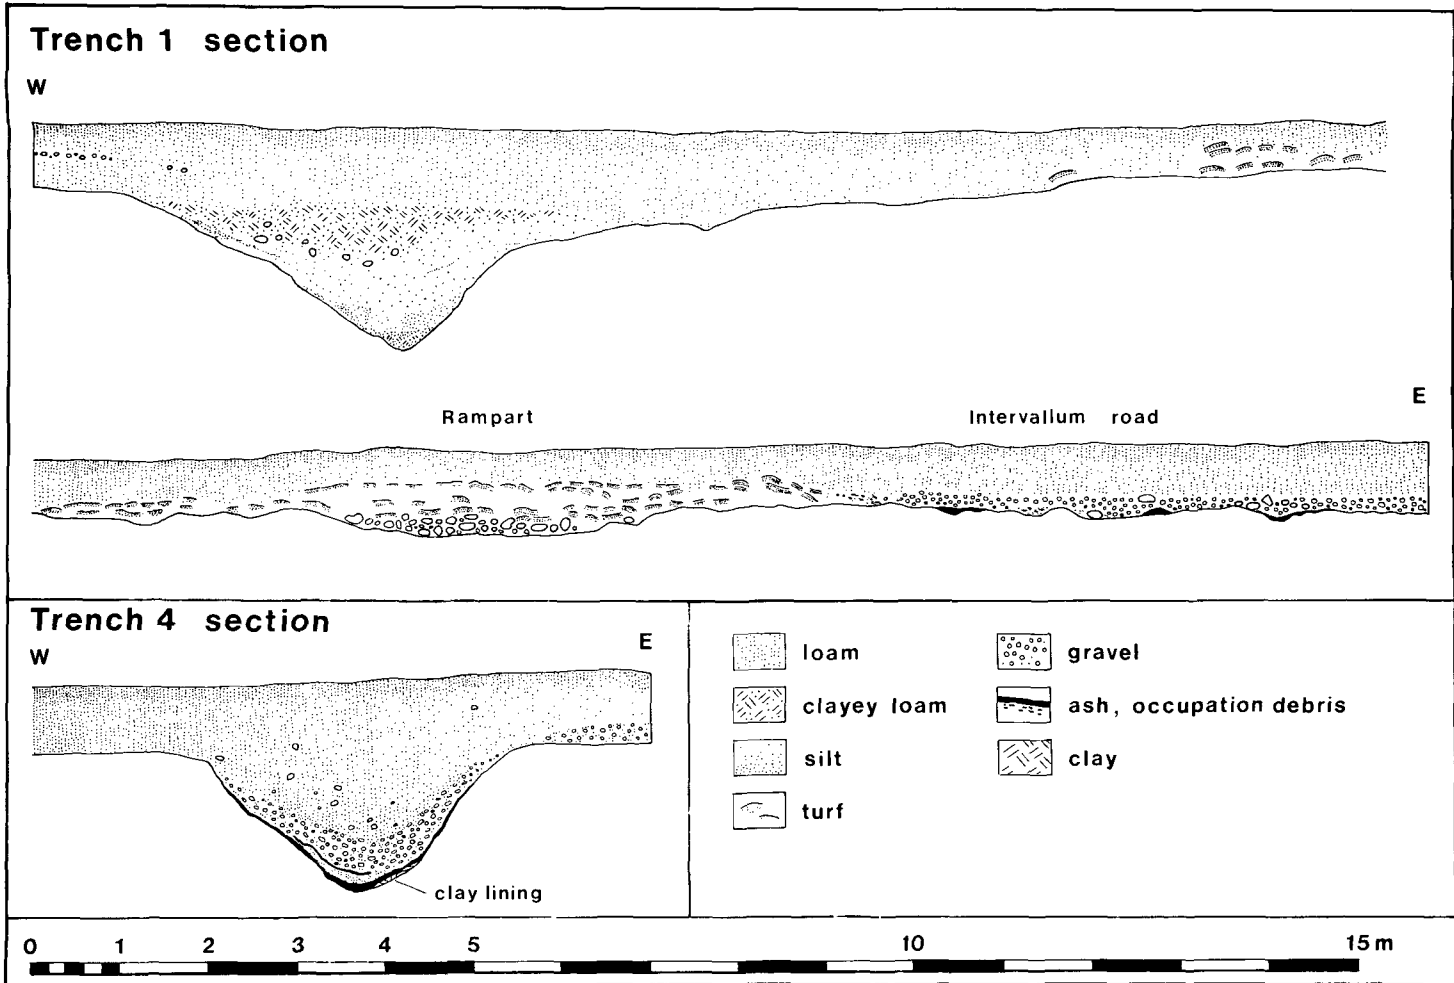 Trench 1 section
W
E
Rampart Intervallum road
Trench 4 section
W E
clay lining
loam
clayey loam
silt
turf
gravel
ash, occupation debris
clay
0 1 2 3 4 5 10 15 m